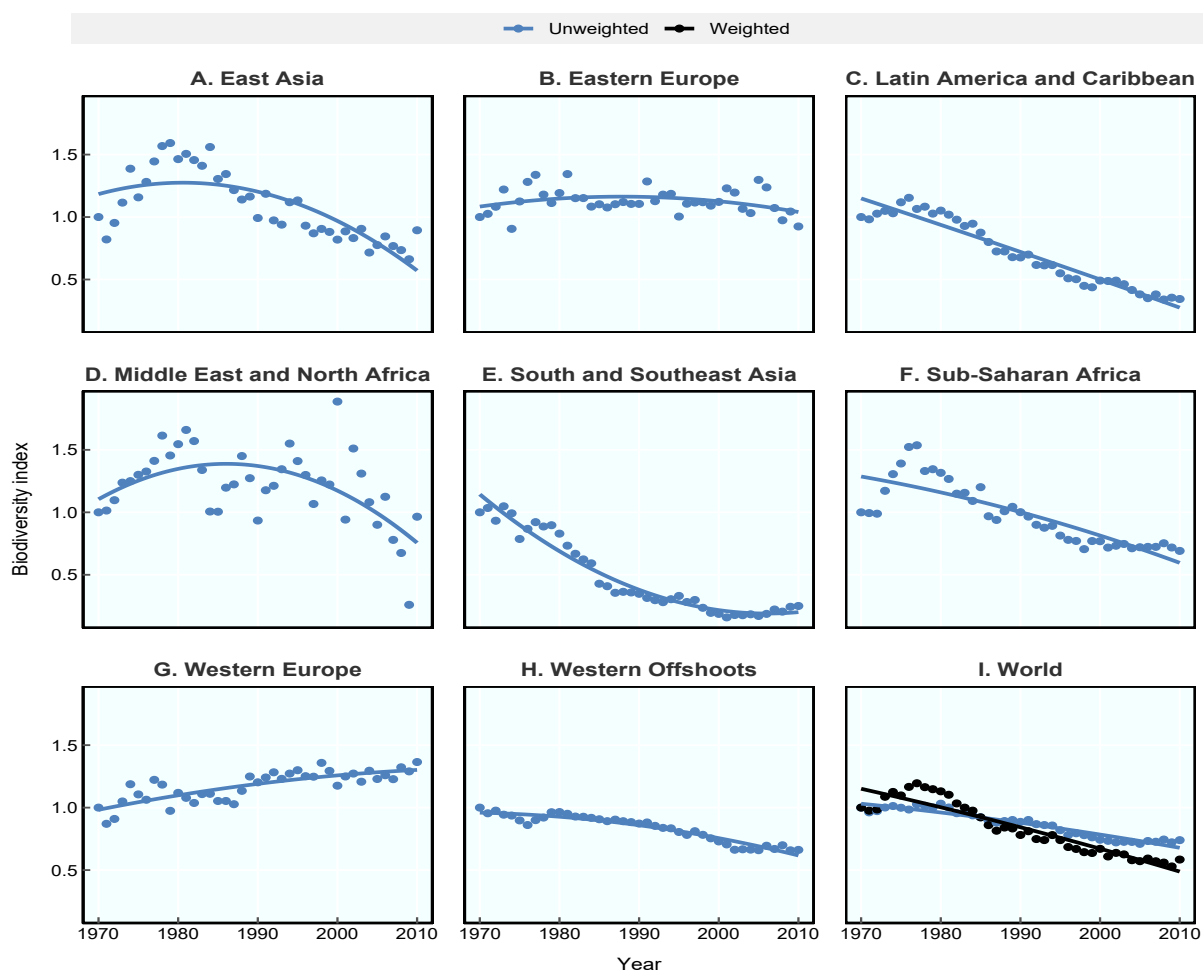 Unweighted Weighted
A. East Asia
B. Eastern Europe
C. Latin America and Caribbean
1.5
1.0
0.5
D. Middle East and North Africa
E. South and Southeast Asia
F. Sub-Saharan Africa
Biodiversity index
1.5
1.0
0.5
G. Western Europe
H. Western Offshoots
I. World
1.5
1.0
0.5
1970 1980 1990 2000 2010
1970 1980 1990 2000 2010
1970 1980 1990 2000 2010
Year